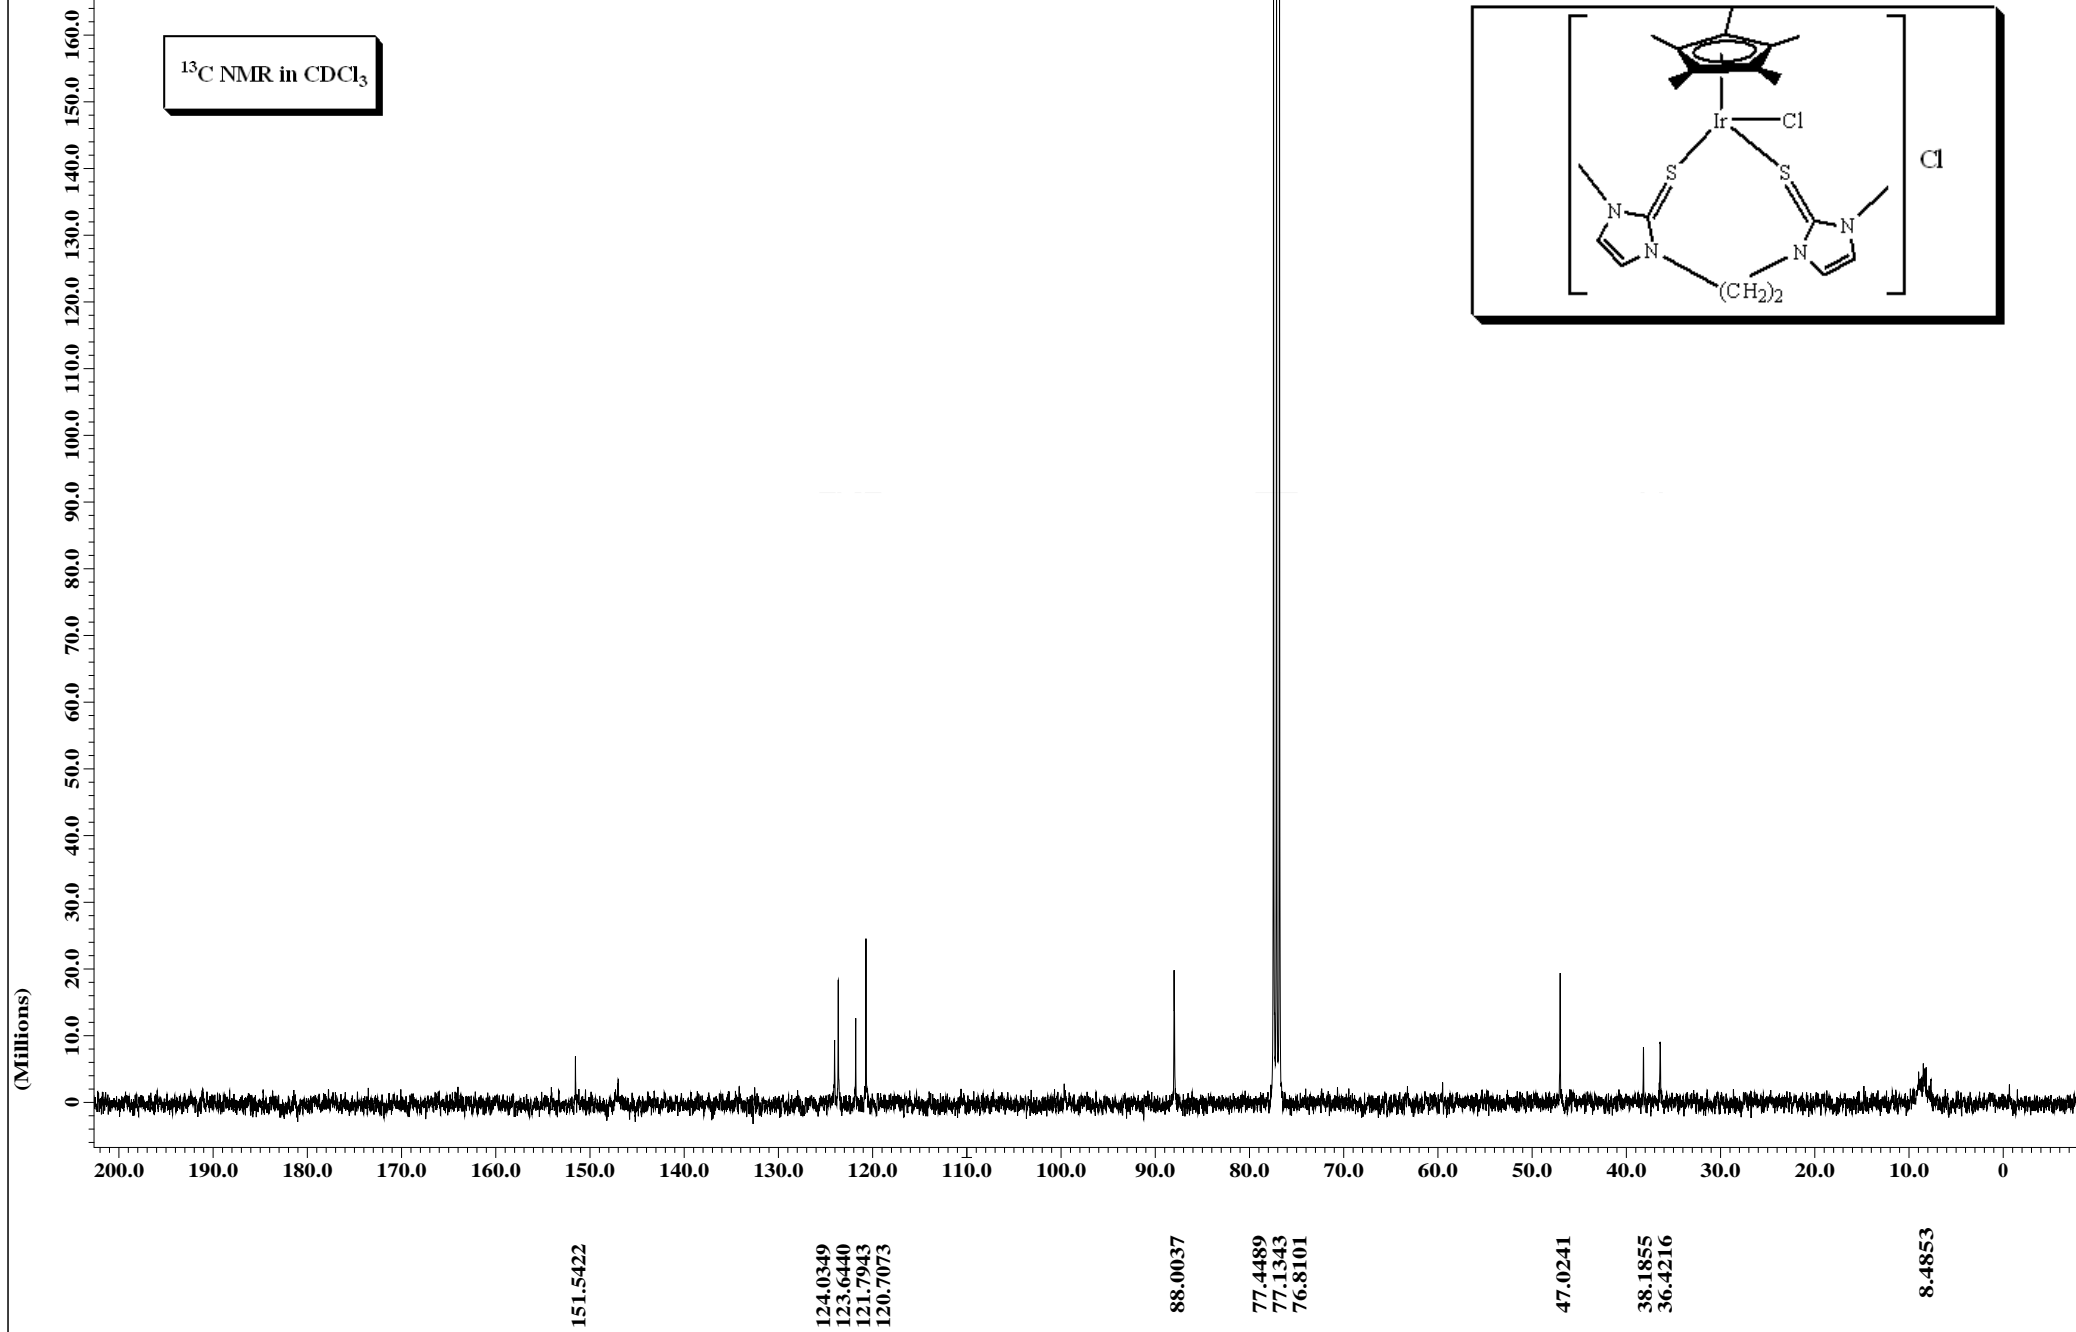 ¹³C NMR in CDCl₃
Ir
Cl
S
S
N
N
N
N
(CH₂)₂
Cl
160.0
150.0
140.0
130.0
120.0
110.0
100.0
90.0
80.0
70.0
60.0
50.0
40.0
30.0
20.0
10.0
0
(Millions)
200.0 190.0 180.0 170.0 160.0 150.0 140.0 130.0 120.0 110.0 100.0 90.0 80.0 70.0 60.0 50.0 40.0 30.0 20.0 10.0 0
151.5422
124.0349
123.6440
121.7943
120.7073
88.0037
77.4489
77.1343
76.8101
47.0241
38.1855
36.4216
8.4853